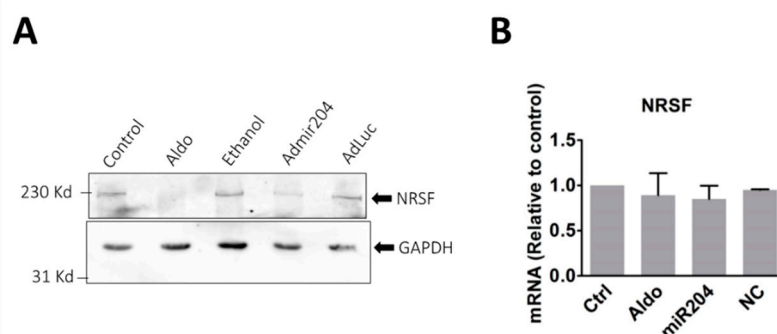 A
B
Control
Aldo
Ethanol
Admir204
AdLuc
230 Kd
NRSF
GAPDH
31 Kd
NRSF
mRNA (Relative to control)
1.5
1.0
0.5
0.0
Ctrl
Aldo
miR204
NC